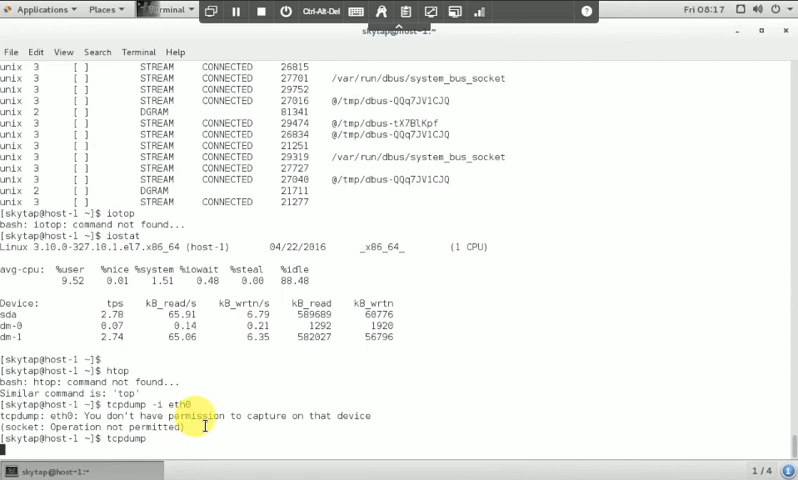 Applications Places Terminal Ctrl-Alt-Del Fri 08:17
skytap@host-1:~
File Edit View Search Terminal Help
unix 3 [ ] STREAM CONNECTED 26815
unix 3 [ ] STREAM CONNECTED 27701 /var/run/dbus/system_bus_socket
unix 3 [ ] STREAM CONNECTED 29752
unix 3 [ ] STREAM CONNECTED 27016 @/tmp/dbus-QQq7JV1CJQ
unix 2 [ ] DGRAM 81341
unix 3 [ ] STREAM CONNECTED 29474 @/tmp/dbus-tX7BlKpf
unix 3 [ ] STREAM CONNECTED 26834 @/tmp/dbus-QQq7JV1CJQ
unix 3 [ ] STREAM CONNECTED 21251
unix 3 [ ] STREAM CONNECTED 29319 /var/run/dbus/system_bus_socket
unix 3 [ ] STREAM CONNECTED 27727
unix 3 [ ] STREAM CONNECTED 27040 @/tmp/dbus-QQq7JV1CJQ
unix 2 [ ] DGRAM 21711
unix 3 [ ] STREAM CONNECTED 21277
[skytap@host-1 ~]$ iotop
bash: iotop: command not found...
[skytap@host-1 ~]$ iostat
Linux 3.10.0-327.10.1.el7.x86_64 (host-1) 04/22/2016 _x86_64_ (1 CPU)
avg-cpu: %user %nice %system %iowait %steal %idle
9.52 0.01 1.51 0.48 0.00 88.48
Device: tps kB_read/s kB_wrtn/s kB_read kB_wrtn
sda 2.78 65.91 6.79 589689 60776
dm-0 0.07 0.14 0.21 1292 1920
dm-1 2.74 65.06 6.35 582027 56796
[skytap@host-1 ~]$
[skytap@host-1 ~]$ htop
bash: htop: command not found...
Similar command is: 'top'
[skytap@host-1 ~]$ tcpdump -i eth0
tcpdump: eth0: You don't have permission to capture on that device
(socket: Operation not permitted)
[skytap@host-1 ~]$ tcpdump
skytap@host-1:~ 1 / 4 1